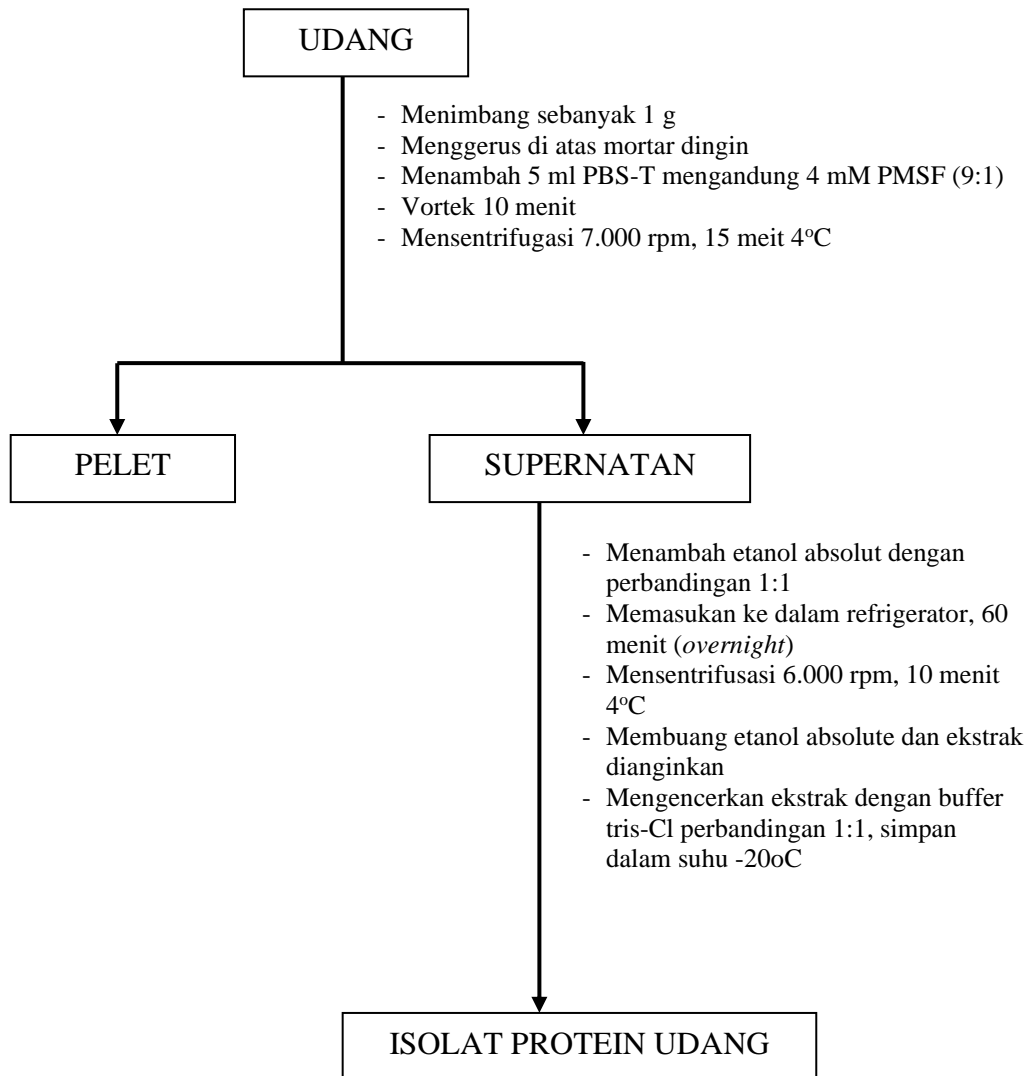 UDANG
- Menimbang sebanyak 1 g
- Menggerus di atas mortar dingin
- Menambah 5 ml PBS-T mengandung 4 mM PMSF (9:1)
- Vortek 10 menit
- Mensentrifugasi 7.000 rpm, 15 meit 4°C
PELET
SUPERNATAN
- Menambah etanol absolut dengan
perbandingan 1:1
- Memasukan ke dalam refrigerator, 60
menit (overnight)
- Mensentrifusasi 6.000 rpm, 10 menit
4°C
- Membuang etanol absolute dan ekstrak
dianginkan
- Mengencerkan ekstrak dengan buffer
tris-Cl perbandingan 1:1, simpan
dalam suhu -20oC
ISOLAT PROTEIN UDANG